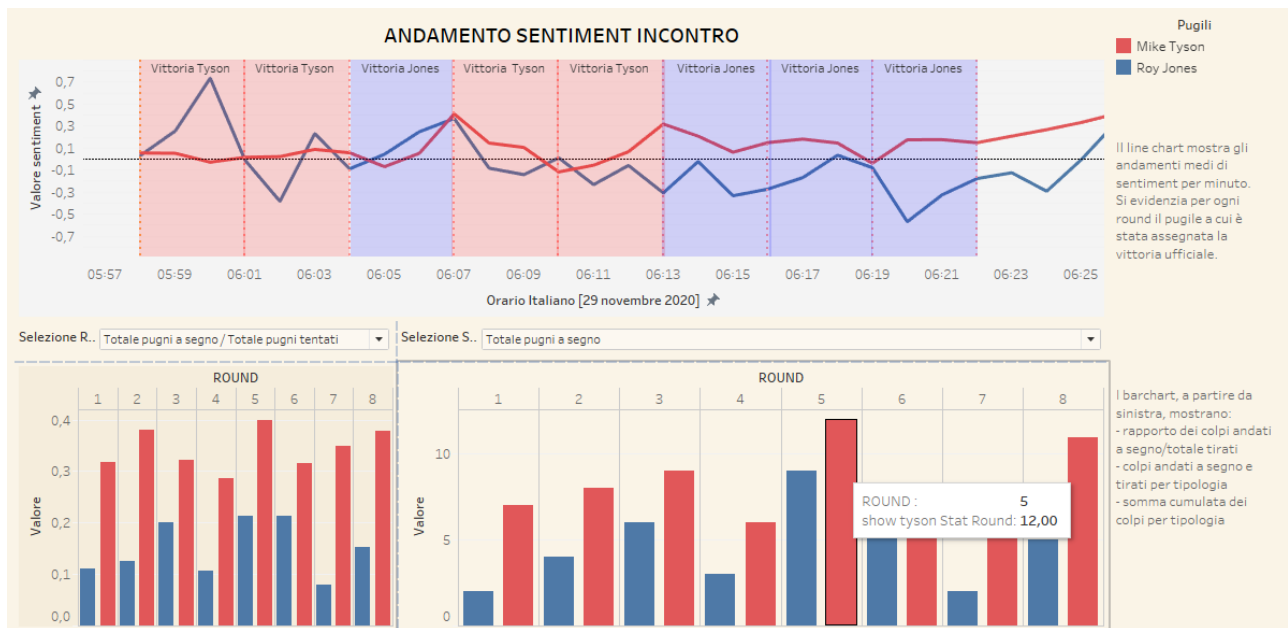 ANDAMENTO SENTIMENT INCONTRO
Pugili
Mike Tyson
Roy Jones
Vittoria Tyson
Vittoria Tyson
Vittoria Jones
Vittoria Tyson
Vittoria Tyson
Vittoria Jones
Vittoria Jones
Vittoria Jones
Valore sentiment
0,7
0,5
0,3
0,1
-0,1
-0,3
-0,5
-0,7
05:57 05:59 06:01 06:03 06:05 06:07 06:09 06:11 06:13 06:15 06:17 06:19 06:21 06:23 06:25
Orario Italiano [29 novembre 2020]
Il line chart mostra gli
andamenti medi di
sentiment per minuto.
Si evidenzia per ogni
round il pugile a cui è
stata assegnata la
vittoria ufficiale.
Selezione R.. Totale pugni a segno / Totale pugni tentati
Selezione S.. Totale pugni a segno
ROUND
1 2 3 4 5 6 7 8
Valore
0,4
0,3
0,2
0,1
0,0
ROUND
1 2 3 4 5 6 7 8
Valore
10
5
0
ROUND : 5
show tyson Stat Round: 12,00
I barchart, a partire da
sinistra, mostrano:
- rapporto dei colpi andati
a segno/totale tirati
- colpi andati a segno e
tirati per tipologia
- somma cumulata dei
colpi per tipologia